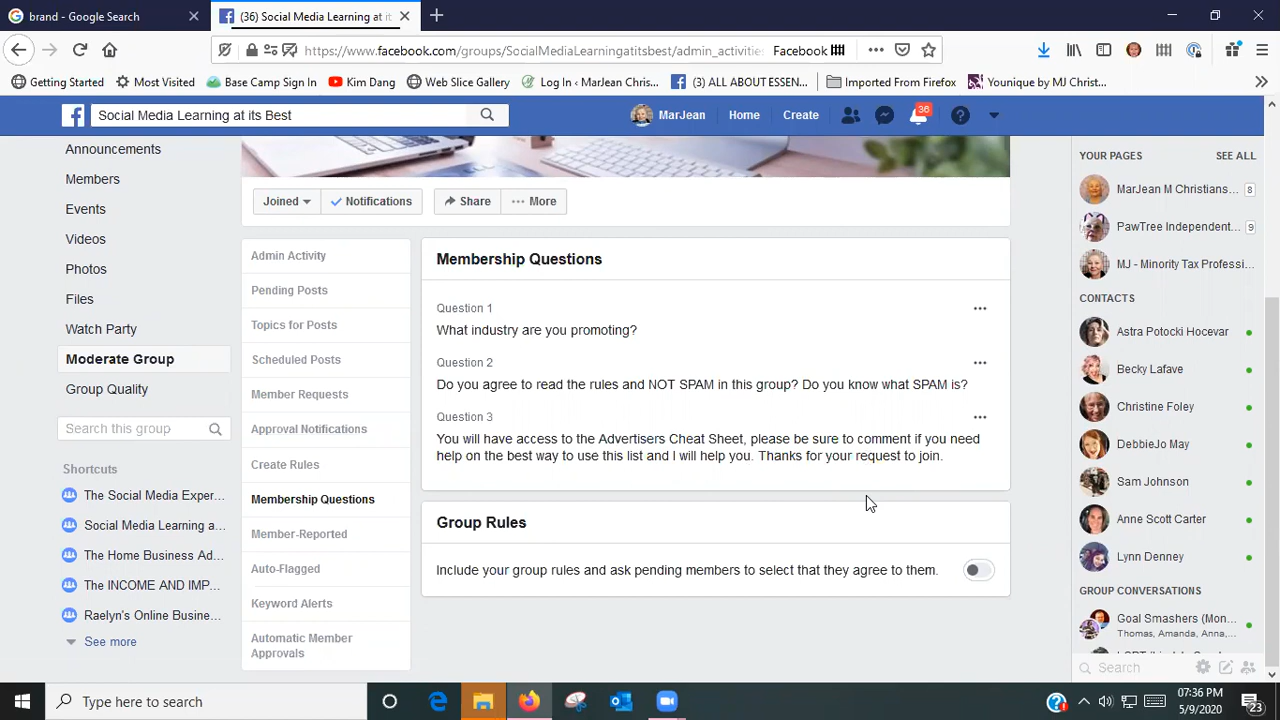 brand - Google Search
(36) Social Media Learning at its
https://www.facebook.com/groups/SocialMediaLearningatitsbest/admin_activities
Facebook
Getting Started
Most Visited
Base Camp Sign In
Kim Dang
Web Slice Gallery
Log In ‹ MarJean Chris...
(3) ALL ABOUT ESSEN...
Imported From Firefox
Younique by MJ Christ...
Social Media Learning at its Best
MarJean
Home
Create
36
Announcements
Members
Events
Videos
Photos
Files
Watch Party
Moderate Group
Group Quality
Search this group
Shortcuts
The Social Media Exper...
Social Media Learning a...
The Home Business Ad...
The INCOME AND IMP...
Raelyn's Online Busine...
See more
Joined
Notifications
Share
More
Admin Activity
Pending Posts
Topics for Posts
Scheduled Posts
Member Requests
Approval Notifications
Create Rules
Membership Questions
Member-Reported
Auto-Flagged
Keyword Alerts
Automatic Member
Approvals
Membership Questions
Question 1
What industry are you promoting?
Question 2
Do you agree to read the rules and NOT SPAM in this group? Do you know what SPAM is?
Question 3
You will have access to the Advertisers Cheat Sheet, please be sure to comment if you need
help on the best way to use this list and I will help you. Thanks for your request to join.
Group Rules
Include your group rules and ask pending members to select that they agree to them.
YOUR PAGES
SEE ALL
MarJean M Christians...
8
PawTree Independent...
9
MJ - Minority Tax Professi...
CONTACTS
Astra Potocki Hocevar
Becky Lafave
Christine Foley
DebbieJo May
Sam Johnson
Anne Scott Carter
Lynn Denney
GROUP CONVERSATIONS
Goal Smashers (Mon...
Thomas, Amanda, Anna,...
Search
Type here to search
07:36 PM
5/9/2020
23